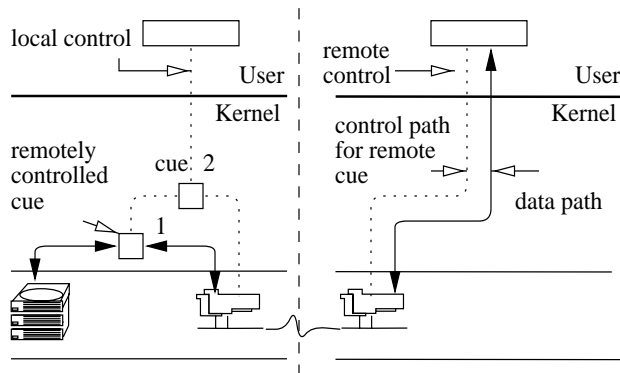 local control
User
Kernel
remotely
controlled
cue
cue 2
1
remote
control
User
Kernel
control path
for remote
cue
data path